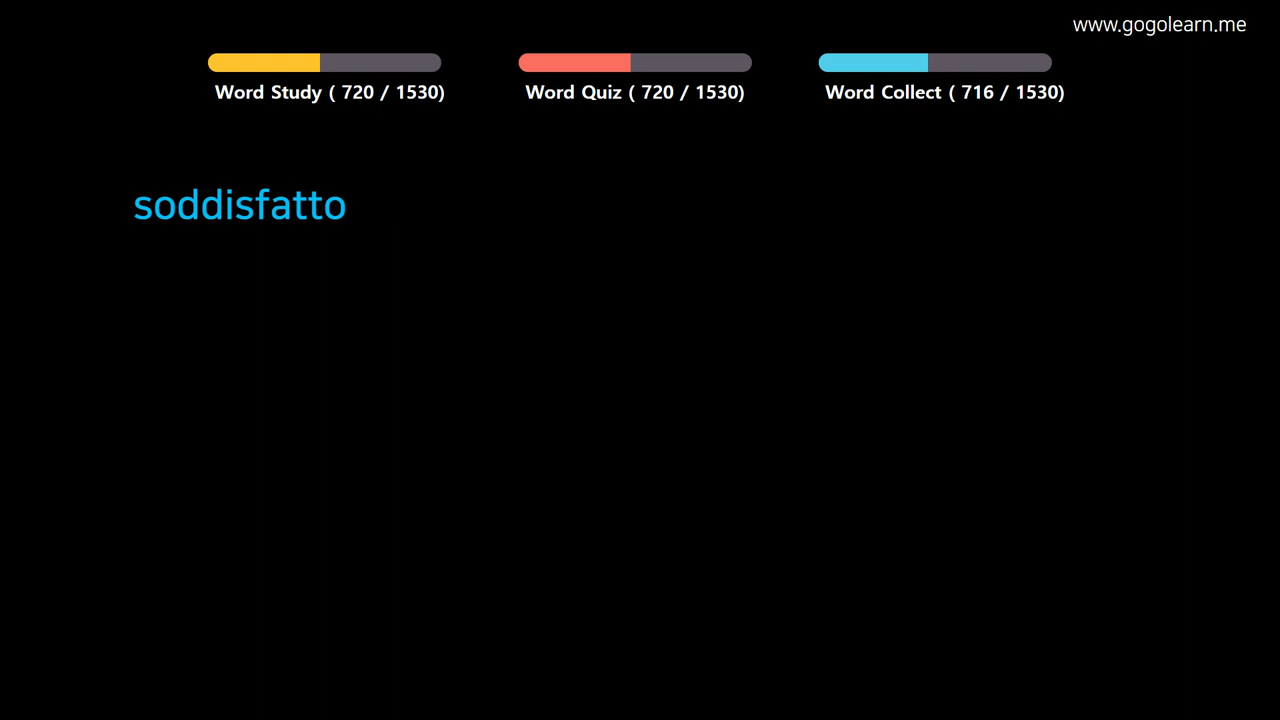 www.gogolearn.me
Word Study ( 720 / 1530)
Word Quiz ( 720 / 1530)
Word Collect ( 716 / 1530)
soddisfatto